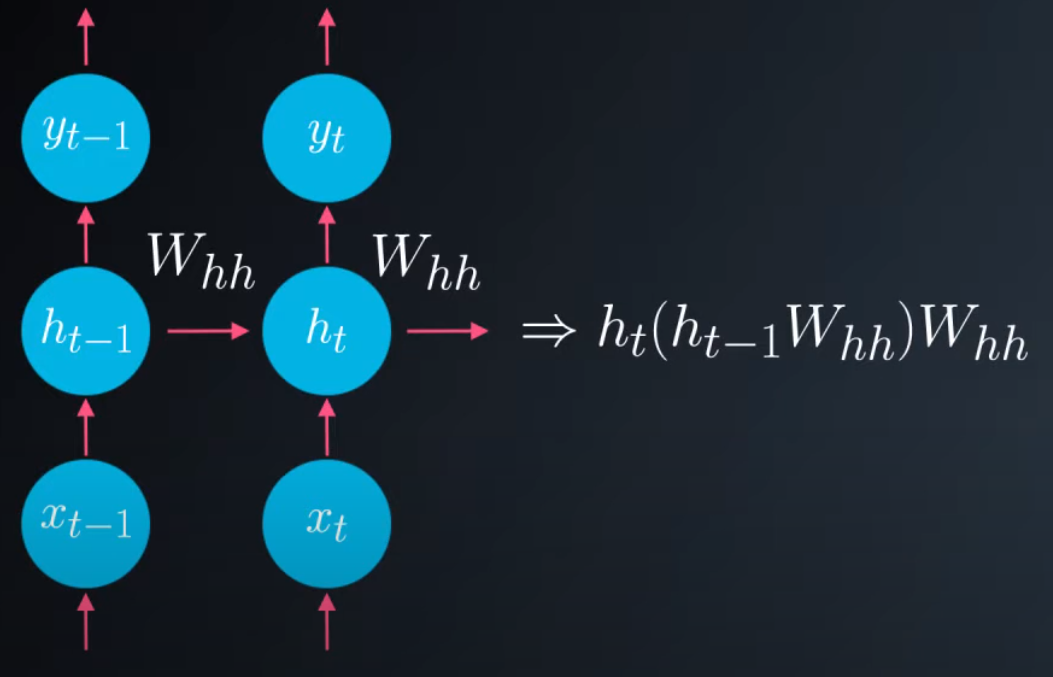 y_{t-1} y_t
W_{hh} W_{hh}
h_{t-1} h_t ⇒ h_t(h_{t-1}W_{hh})W_{hh}
x_{t-1} x_t